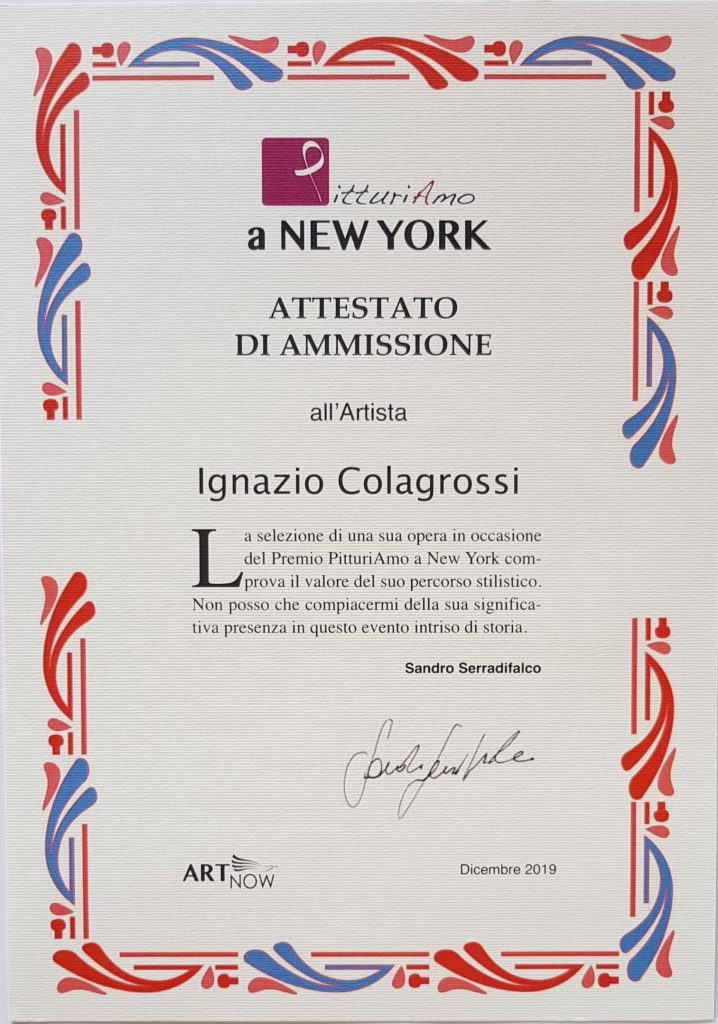 PitturiAmo
a NEW YORK
ATTESTATO
DI AMMISSIONE
all'Artista
Ignazio Colagrossi
La selezione di una sua opera in occasione
del Premio PitturiAmo a New York com-
prova il valore del suo percorso stilistico.
Non posso che compiacermi della sua significa-
tiva presenza in questo evento intriso di storia.
Sandro Serradifalco
ART NOW
Dicembre 2019